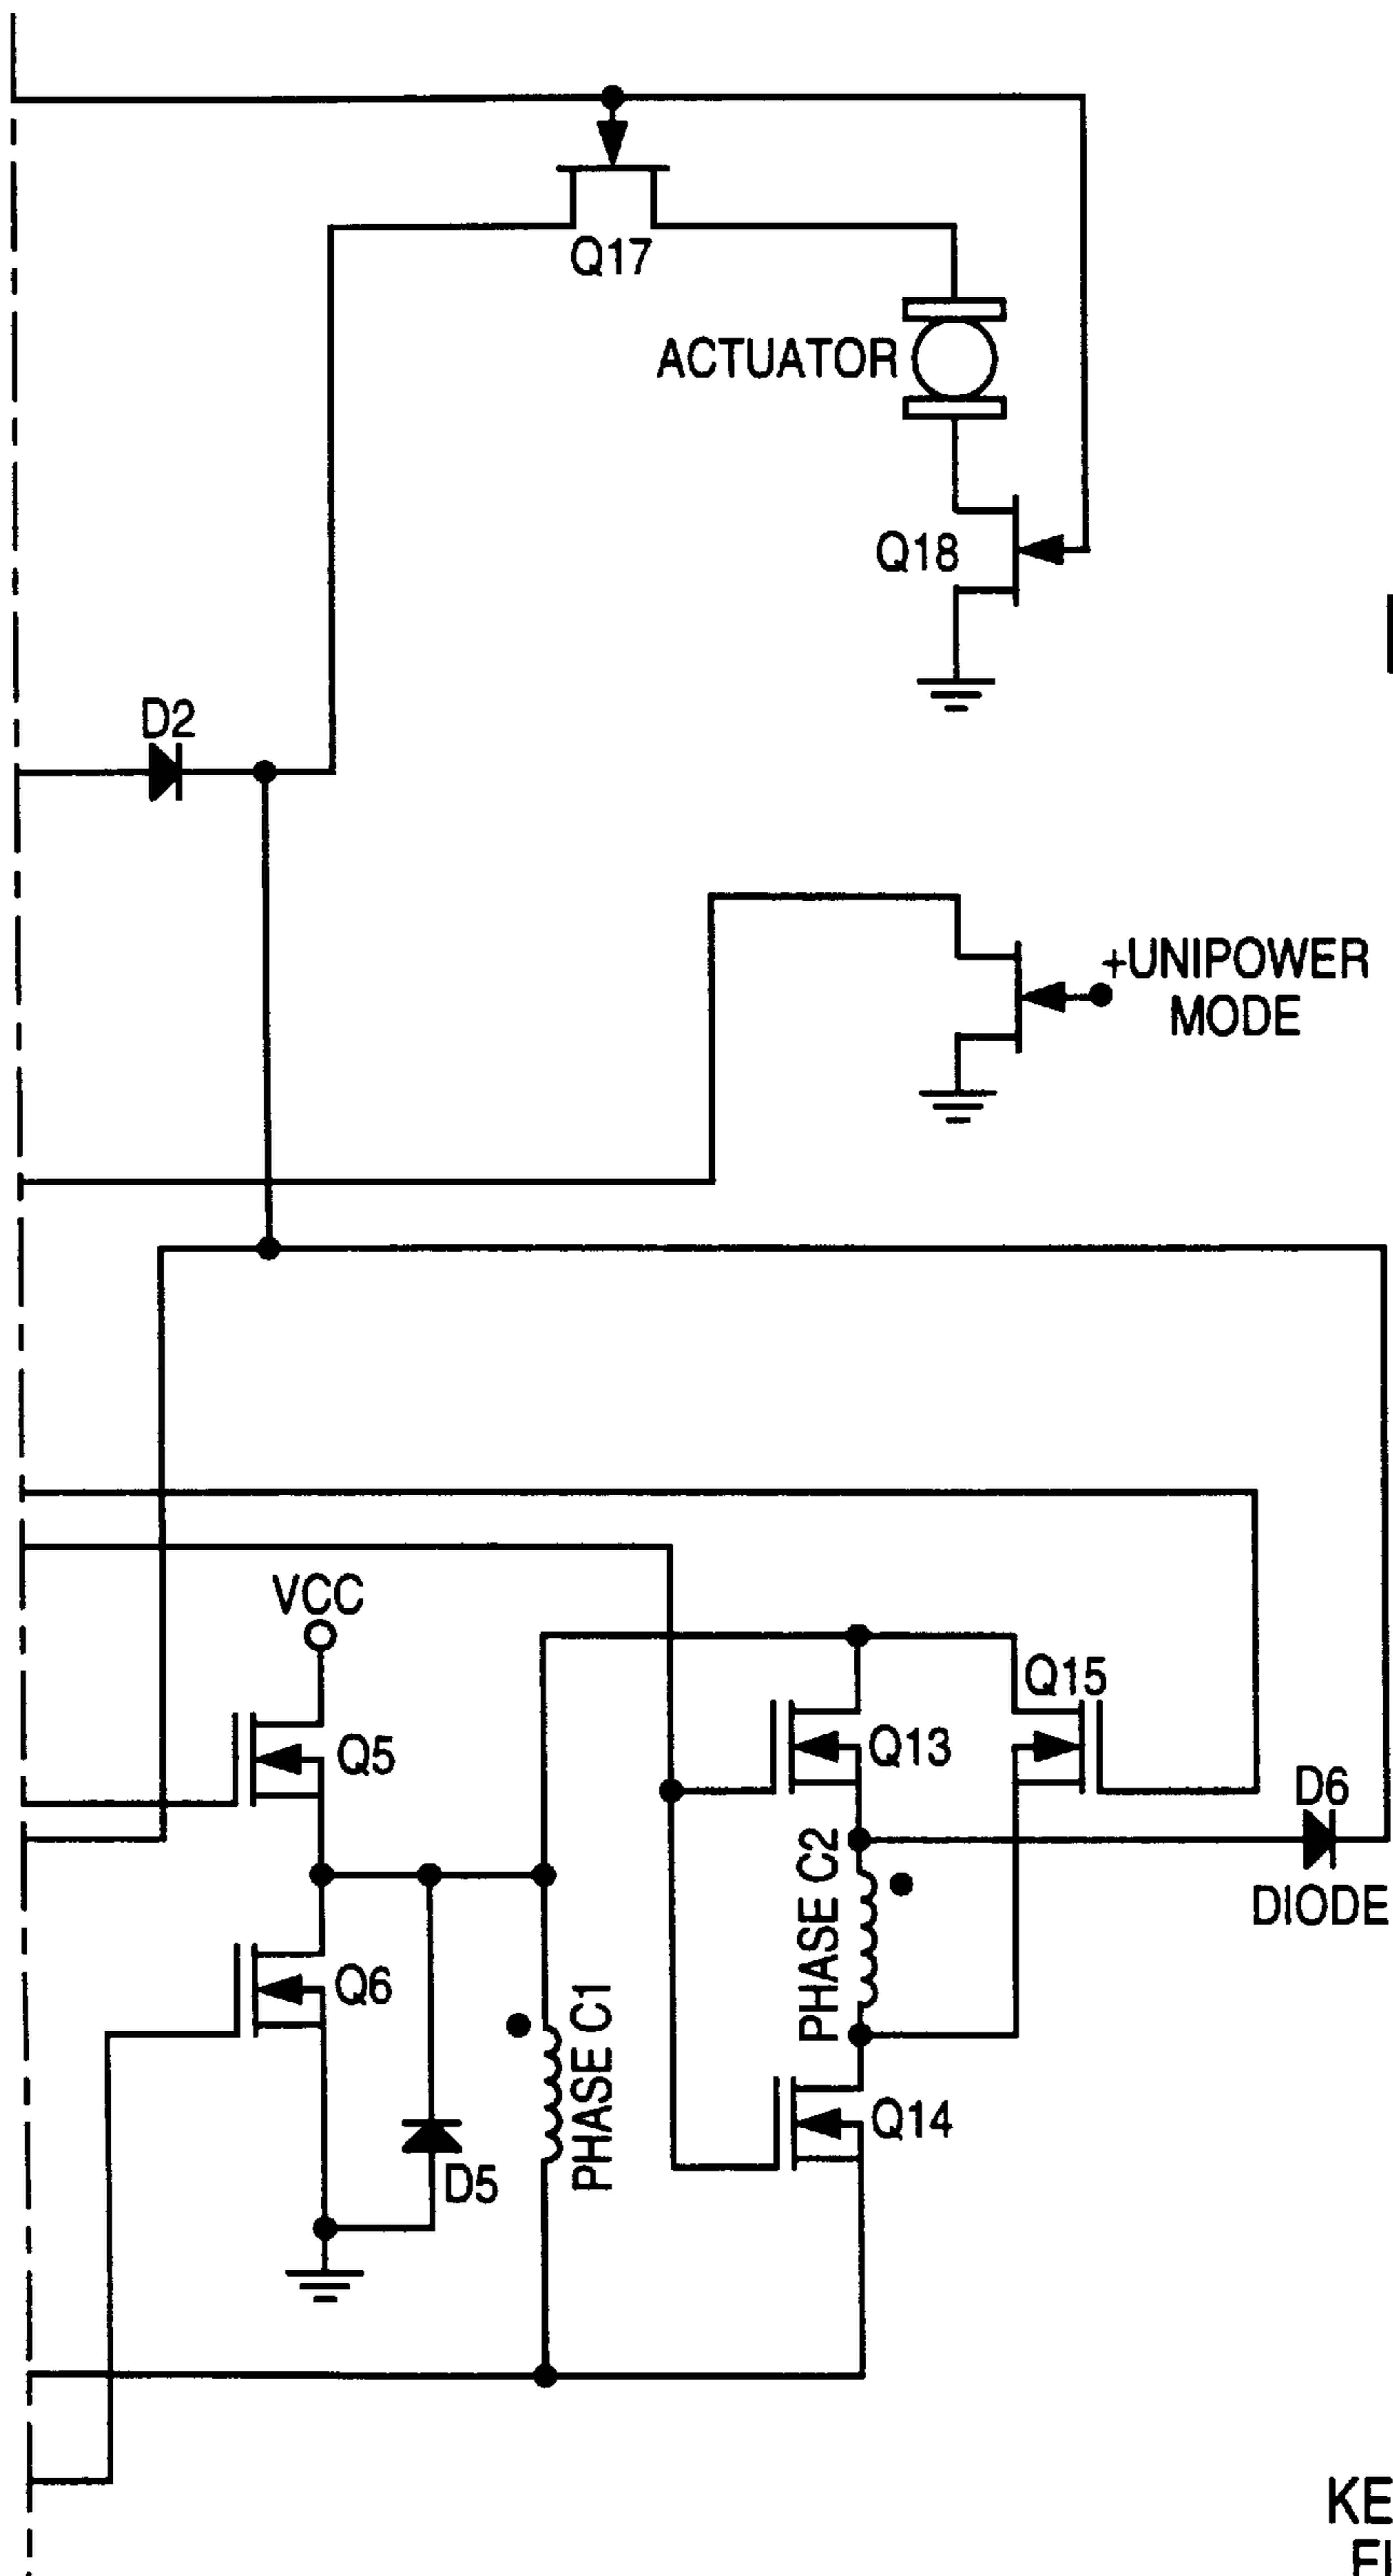 Q17
ACTUATOR
Q18
D2
+UNIPOWER
MODE
VCC
Q15
Q5
Q13
D6
PHASE C2
DIODE
Q6
PHASE C1
Q14
D5
KE